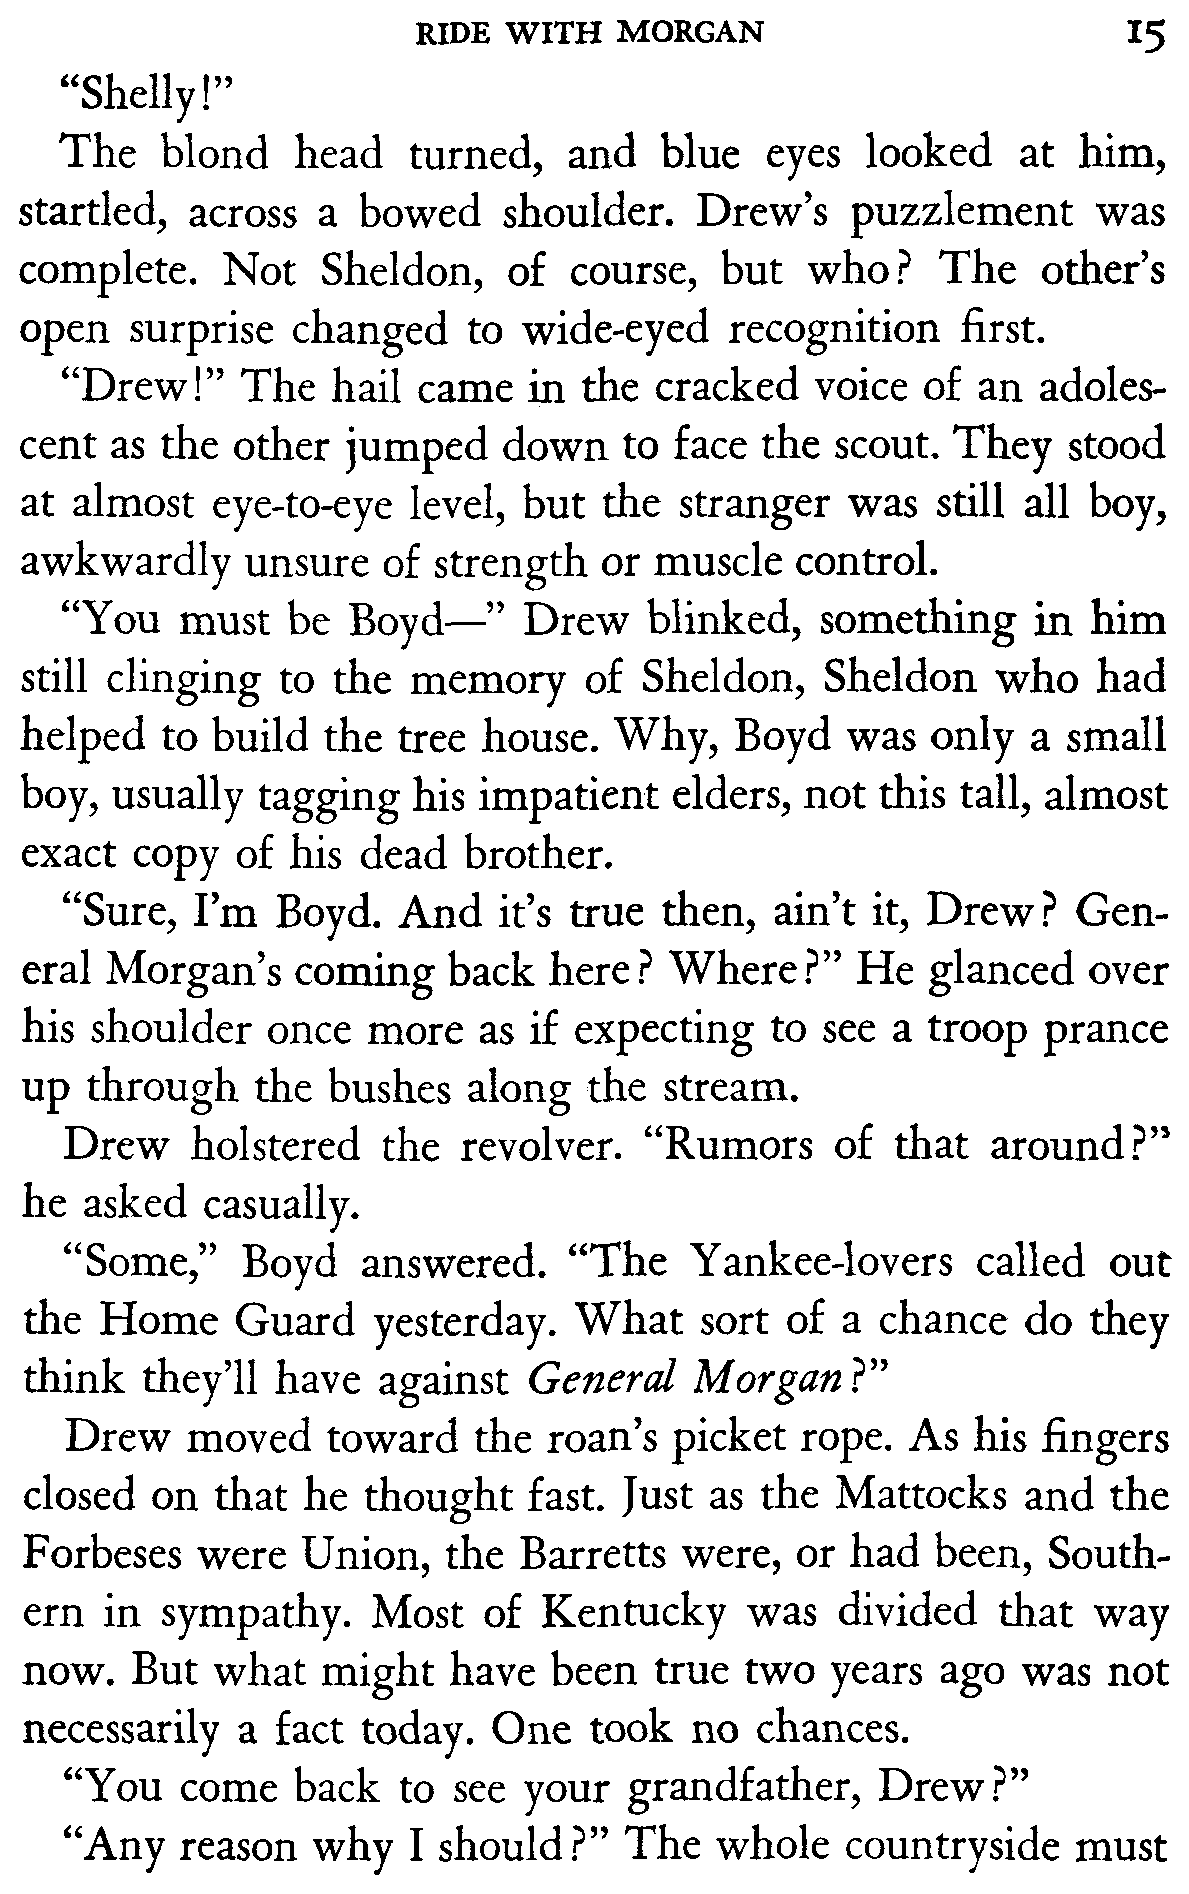 RIDE WITH MORGAN 15
“Shelly!”
The blond head turned, and blue eyes looked at him,
startled, across a bowed shoulder. Drew’s puzzlement was
complete. Not Sheldon, of course, but who? The other’s
open surprise changed to wide-eyed recognition first.
“Drew!” The hail came in the cracked voice of an adoles-
cent as the other jumped down to face the scout. They stood
at almost eye-to-eye level, but the stranger was still all boy,
awkwardly unsure of strength or muscle control.
“You must be Boyd—” Drew blinked, something in him
still clinging to the memory of Sheldon, Sheldon who had
helped to build the tree house. Why, Boyd was only a small
boy, usually tagging his impatient elders, not this tall, almost
exact copy of his dead brother.
“Sure, I’m Boyd. And it’s true then, ain’t it, Drew? Gen-
eral Morgan’s coming back here? Where?” He glanced over
his shoulder once more as if expecting to see a troop prance
up through the bushes along the stream.
Drew holstered the revolver. “Rumors of that around?”
he asked casually.
“Some,” Boyd answered. “The Yankee-lovers called out
the Home Guard yesterday. What sort of a chance do they
think they’ll have against General Morgan?”
Drew moved toward the roan’s picket rope. As his fingers
closed on that he thought fast. Just as the Mattocks and the
Forbeses were Union, the Barretts were, or had been, South-
ern in sympathy. Most of Kentucky was divided that way
now. But what might have been true two years ago was not
necessarily a fact today. One took no chances.
“You come back to see your grandfather, Drew?”
“Any reason why I should?” The whole countryside must